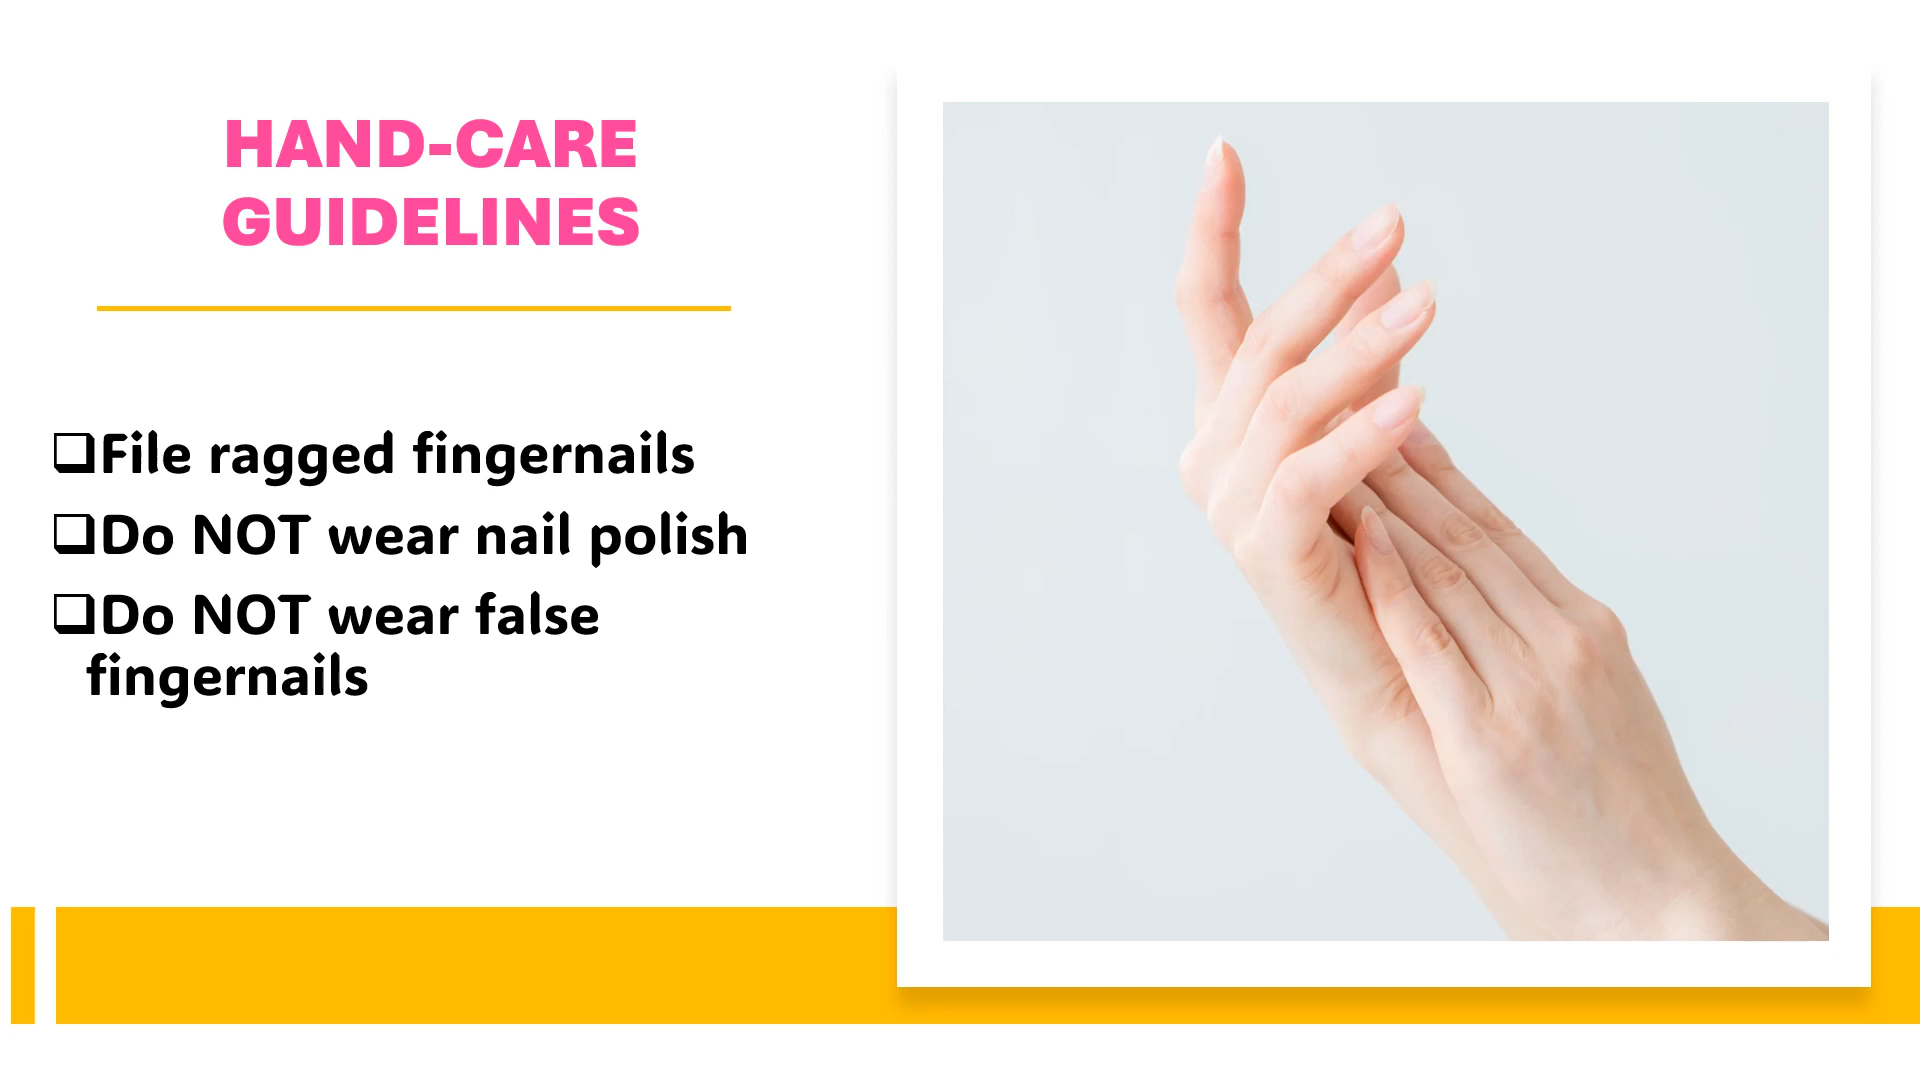 HAND-CARE
GUIDELINES
❑File ragged fingernails
❑Do NOT wear nail polish
❑Do NOT wear false
fingernails